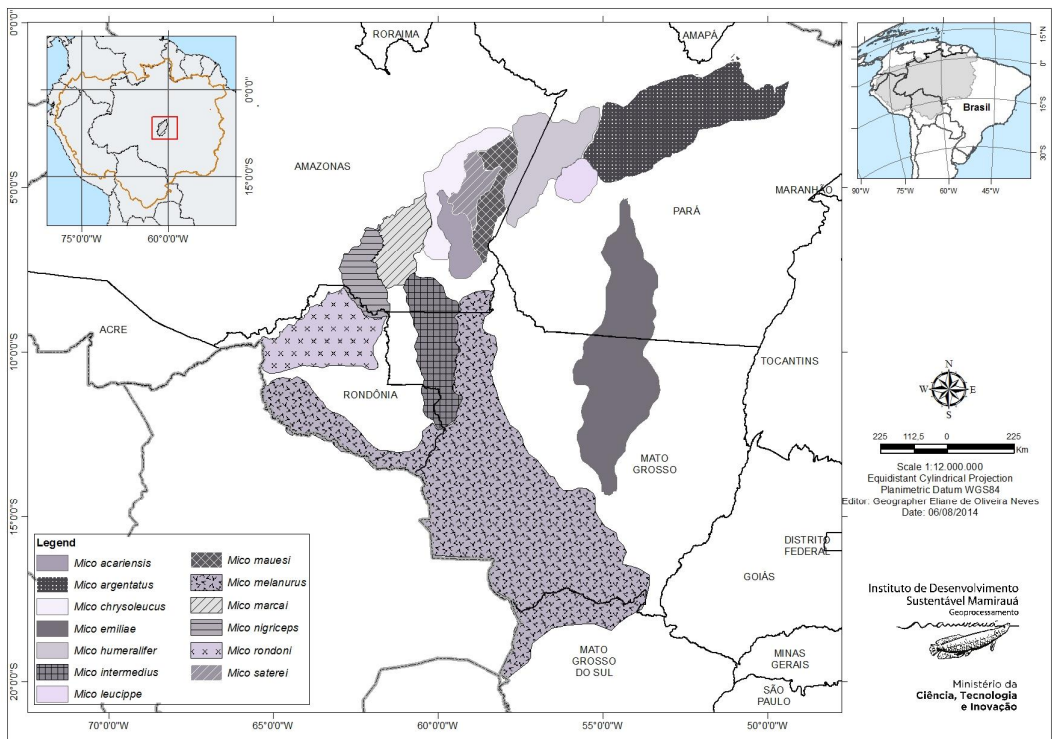 70°0'0"W
65°0'0"W
60°0'0"W
55°0'0"W
50°0'0"W
0°0'0"
5°0'0"S
10°0'0"S
15°0'0"S
20°0'0"S
0°0'0"
15°0'0"S
75°0'0"W
60°0'0"W
RORAIMA
AMAPÁ
AMAZONAS
PARÁ
MARANHÃO
ACRE
RONDÔNIA
TOCANTINS
MATO
GROSSO
DISTRITO
FEDERAL
GOIÁS
MATO
GROSSO
DO SUL
MINAS
GERAIS
SÃO
PAULO
Legend
Mico acariensis
Mico argentatus
Mico chrysoleucus
Mico emiliae
Mico humeralifer
Mico intermedius
Mico leucippe
Mico mauesi
Mico melanurus
Mico marcai
Mico nigriceps
Mico rondoni
Mico saterei
Brasil
15°N
0°
15°S
30°S
90°W
75°W
60°W
45°W
N
W
E
S
225 112,5 0 225
Km
Scale 1:12.000.000
Equidistant Cylindrical Projection
Planimetric Datum WGS84
Editor: Geographer Eliane de Oliveira Neves
Date: 06/08/2014
Instituto de Desenvolvimento
Sustentável Mamirauá
Geoprocessamento
mamirauá
Ministério da
Ciência, Tecnologia
e Inovação